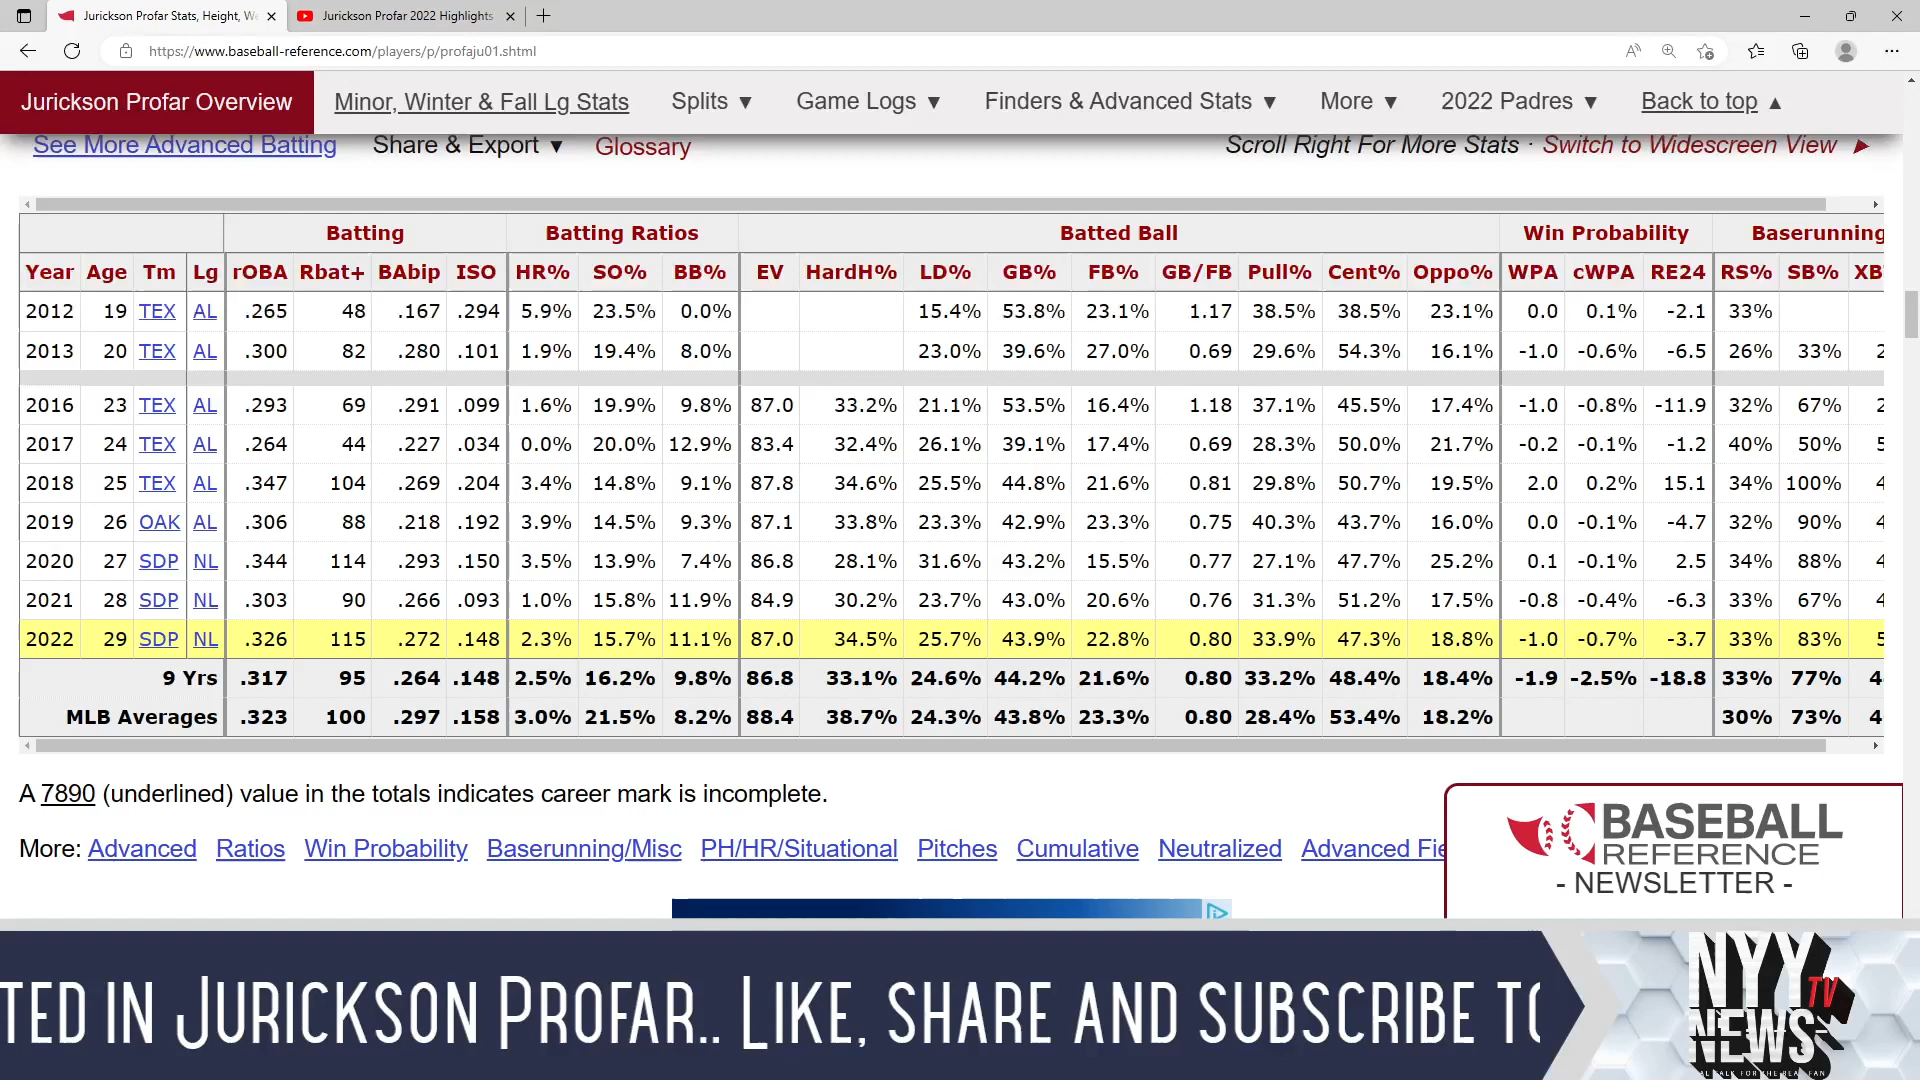 Jurickson Profar Stats, Height, We
Jurickson Profar 2022 Highlights
https://www.baseball-reference.com/players/p/profaju01.shtml
Jurickson Profar Overview Minor, Winter & Fall Lg Stats Splits ▼ Game Logs ▼ Finders & Advanced Stats ▼ More ▼ 2022 Padres ▼ Back to top ▲
See More Advanced Batting Share & Export ▼ Glossary Scroll Right For More Stats · Switch to Widescreen View ►
Batting Batting Ratios Batted Ball Win Probability Baserunning
Year Age Tm Lg rOBA Rbat+ BAbip ISO HR% SO% BB% EV HardH% LD% GB% FB% GB/FB Pull% Cent% Oppo% WPA cWPA RE24 RS% SB% XB
2012 19 TEX AL .265 48 .167 .294 5.9% 23.5% 0.0% 15.4% 53.8% 23.1% 1.17 38.5% 38.5% 23.1% 0.0 0.1% -2.1 33%
2013 20 TEX AL .300 82 .280 .101 1.9% 19.4% 8.0% 23.0% 39.6% 27.0% 0.69 29.6% 54.3% 16.1% -1.0 -0.6% -6.5 26% 33% 2
2016 23 TEX AL .293 69 .291 .099 1.6% 19.9% 9.8% 87.0 33.2% 21.1% 53.5% 16.4% 1.18 37.1% 45.5% 17.4% -1.0 -0.8% -11.9 32% 67% 2
2017 24 TEX AL .264 44 .227 .034 0.0% 20.0% 12.9% 83.4 32.4% 26.1% 39.1% 17.4% 0.69 28.3% 50.0% 21.7% -0.2 -0.1% -1.2 40% 50% 5
2018 25 TEX AL .347 104 .269 .204 3.4% 14.8% 9.1% 87.8 34.6% 25.5% 44.8% 21.6% 0.81 29.8% 50.7% 19.5% 2.0 0.2% 15.1 34% 100% 4
2019 26 OAK AL .306 88 .218 .192 3.9% 14.5% 9.3% 87.1 33.8% 23.3% 42.9% 23.3% 0.75 40.3% 43.7% 16.0% 0.0 -0.1% -4.7 32% 90% 4
2020 27 SDP NL .344 114 .293 .150 3.5% 13.9% 7.4% 86.8 28.1% 31.6% 43.2% 15.5% 0.77 27.1% 47.7% 25.2% 0.1 -0.1% 2.5 34% 88% 4
2021 28 SDP NL .303 90 .266 .093 1.0% 15.8% 11.9% 84.9 30.2% 23.7% 43.0% 20.6% 0.76 31.3% 51.2% 17.5% -0.8 -0.4% -6.3 33% 67% 4
2022 29 SDP NL .326 115 .272 .148 2.3% 15.7% 11.1% 87.0 34.5% 25.7% 43.9% 22.8% 0.80 33.9% 47.3% 18.8% -1.0 -0.7% -3.7 33% 83% 5
9 Yrs .317 95 .264 .148 2.5% 16.2% 9.8% 86.8 33.1% 24.6% 44.2% 21.6% 0.80 33.2% 48.4% 18.4% -1.9 -2.5% -18.8 33% 77% 4
MLB Averages .323 100 .297 .158 3.0% 21.5% 8.2% 88.4 38.7% 24.3% 43.8% 23.3% 0.80 28.4% 53.4% 18.2% 30% 73% 4
A 7890 (underlined) value in the totals indicates career mark is incomplete.
More: Advanced Ratios Win Probability Baserunning/Misc PH/HR/Situational Pitches Cumulative Neutralized Advanced Fie
BASEBALL
REFERENCE
- NEWSLETTER -
TED IN JURICKSON PROFAR.. LIKE, SHARE AND SUBSCRIBE TO
NYY
TV
NEWS
AL TALK FOR THE REAL FAN